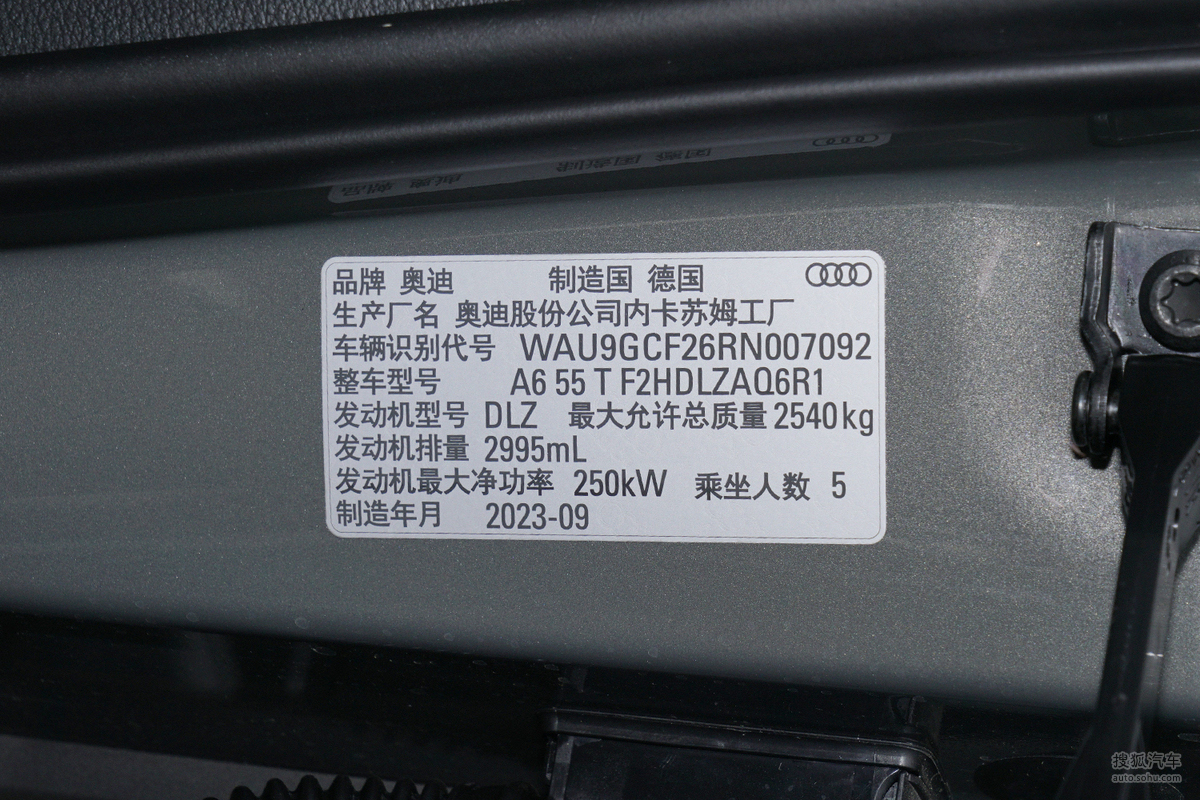 品牌 奥迪 制造国 德国
生产厂名 奥迪股份公司内卡苏姆工厂
车辆识别代号 WAU9GCF26RN007092
整车型号 A6 55 T F2HDLZAQ6R1
发动机型号 DLZ 最大允许总质量 2540kg
发动机排量 2995mL
发动机最大净功率 250kW 乘坐人数 5
制造年月 2023-09
搜狐汽车
auto.sohu.com